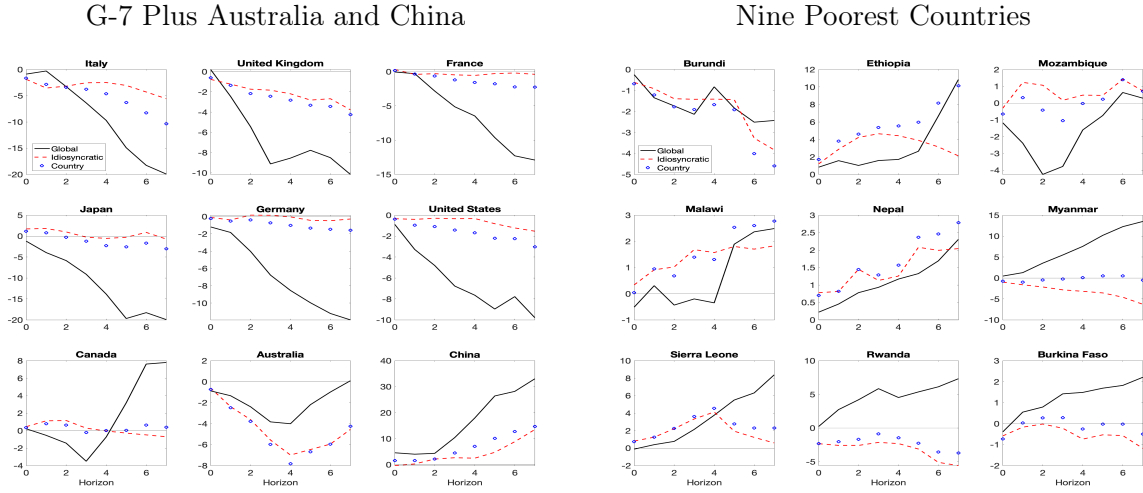 G-7 Plus Australia and China
Nine Poorest Countries
Italy
United Kingdom
France
0
-5
-10
-15
-20
0
-2
-4
-6
-8
-10
0
-5
-10
-15
Global
Idiosyncratic
Country
0 2 4 6
0 2 4 6
0 2 4 6
Burundi
Ethiopia
Mozambique
0
-1
-2
-3
-4
-5
12
10
8
6
4
2
0
2
1
0
-1
-2
-3
-4
Global
Idiosyncratic
Country
0 2 4 6
0 2 4 6
0 2 4 6
Japan
Germany
United States
5
0
-5
-10
-15
-20
0
-2
-4
-6
-8
-10
0
-2
-4
-6
-8
-10
0 2 4 6
0 2 4 6
0 2 4 6
Malawi
Nepal
Myanmar
3
2
1
0
-1
3
2.5
2
1.5
1
0.5
0
15
10
5
0
-5
-10
0 2 4 6
0 2 4 6
0 2 4 6
Canada
Australia
China
8
6
4
2
0
-2
-4
2
0
-2
-4
-6
-8
40
30
20
10
0
0 2 4 6
0 2 4 6
0 2 4 6
Horizon
Horizon
Horizon
Sierra Leone
Rwanda
Burkina Faso
10
8
6
4
2
0
-2
10
5
0
-5
3
2
1
0
-1
-2
0 2 4 6
0 2 4 6
0 2 4 6
Horizon
Horizon
Horizon